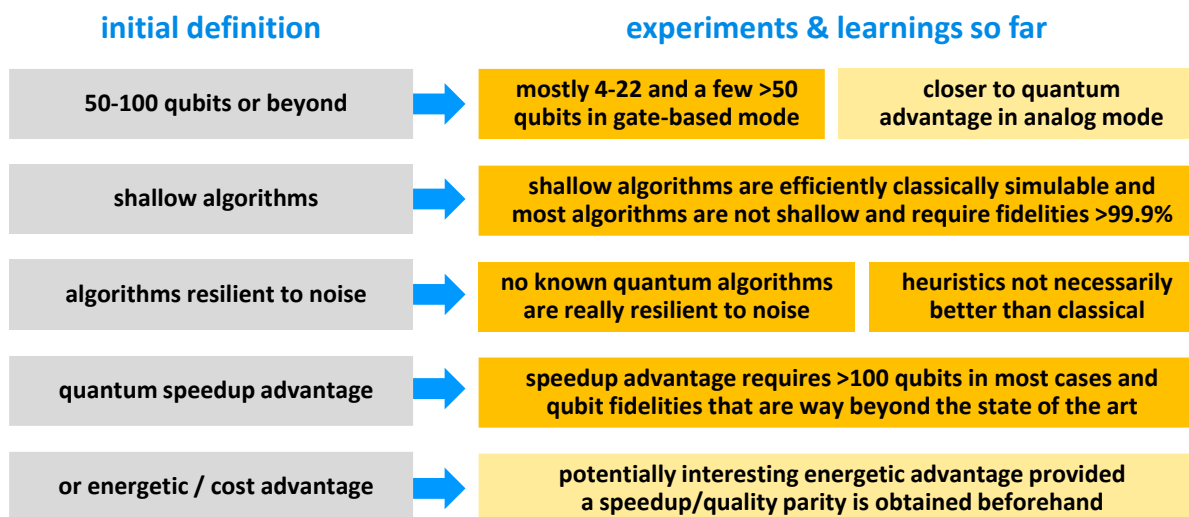 initial definition
experiments & learnings so far
50-100 qubits or beyond
mostly 4-22 and a few >50
qubits in gate-based mode
closer to quantum
advantage in analog mode
shallow algorithms
shallow algorithms are efficiently classically simulable and
most algorithms are not shallow and require fidelities >99.9%
algorithms resilient to noise
no known quantum algorithms
are really resilient to noise
heuristics not necessarily
better than classical
quantum speedup advantage
speedup advantage requires >100 qubits in most cases and
qubit fidelities that are way beyond the state of the art
or energetic / cost advantage
potentially interesting energetic advantage provided
a speedup/quality parity is obtained beforehand